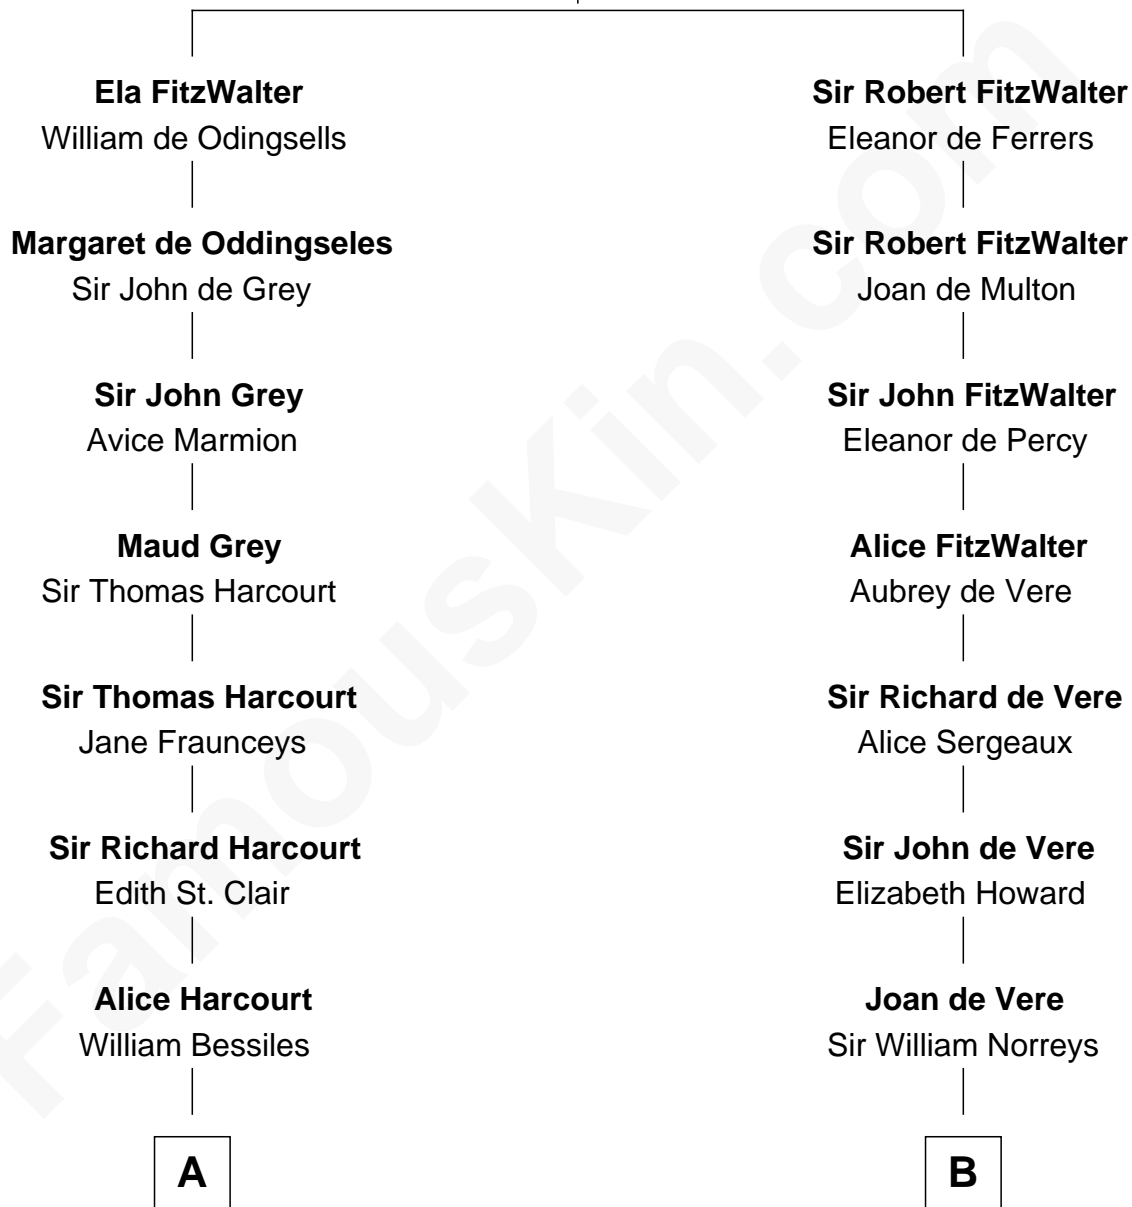 Ela FitzWalter
William de Odingsells
Margaret de Oddingseles
Sir John de Grey
Sir John Grey
Avice Marmion
Maud Grey
Sir Thomas Harcourt
Sir Thomas Harcourt
Jane Fraunceys
Sir Richard Harcourt
Edith St. Clair
Alice Harcourt
William Bessiles
A
Sir Robert FitzWalter
Eleanor de Ferrers
Sir Robert FitzWalter
Joan de Multon
Sir John FitzWalter
Eleanor de Percy
Alice FitzWalter
Aubrey de Vere
Sir Richard de Vere
Alice Sergeaux
Sir John de Vere
Elizabeth Howard
Joan de Vere
Sir William Norreys
B
FamousKin.com